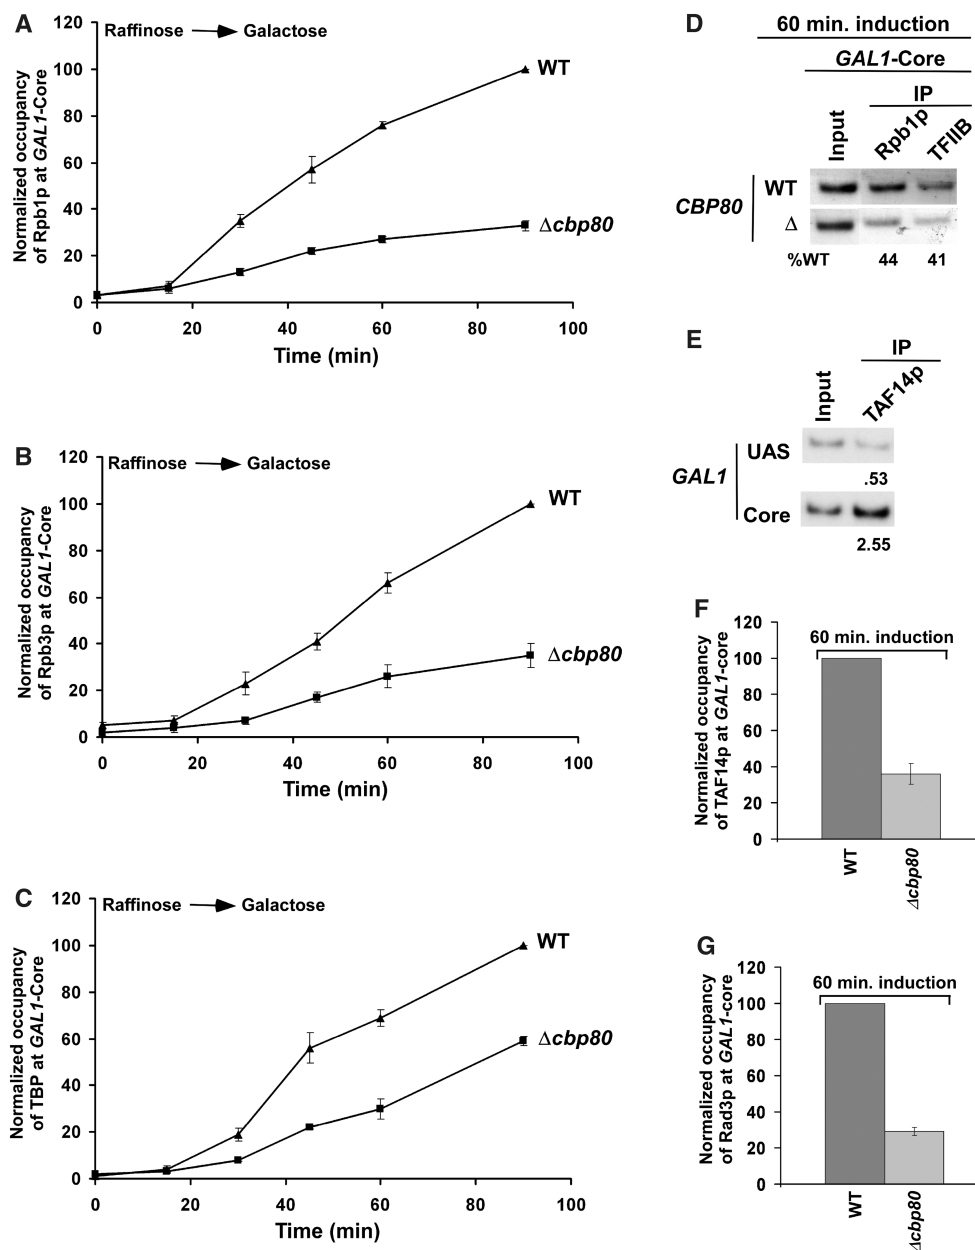 A
Raffinose Galactose
Normalized occupancy
of Rpb1p at GAL1-Core
120
100
80
60
40
20
0
WT
Δcbp80
0 20 40 60 80 100
Time (min)
B
Raffinose Galactose
Normalized occupancy
of Rpb3p at GAL1-Core
120
100
80
60
40
20
0
WT
Δcbp80
0 20 40 60 80 100
Time (min)
C
Raffinose Galactose
Normalized occupancy
of TBP at GAL1-Core
120
100
80
60
40
20
0
WT
Δcbp80
0 20 40 60 80 100
Time (min)
D
60 min. induction
GAL1-Core
IP
Input Rpb1p TFIIB
CBP80
WT
Δ
%WT 44 41
E
IP
Input TAF14p
GAL1
UAS
.53
Core
2.55
F
Normalized occupancy
of TAF14p at GAL1-core
120
100
80
60
40
20
0
60 min. induction
WT Δcbp80
G
Normalized occupancy
of Rad3p at GAL1-core
120
100
80
60
40
20
0
60 min. induction
WT Δcbp80